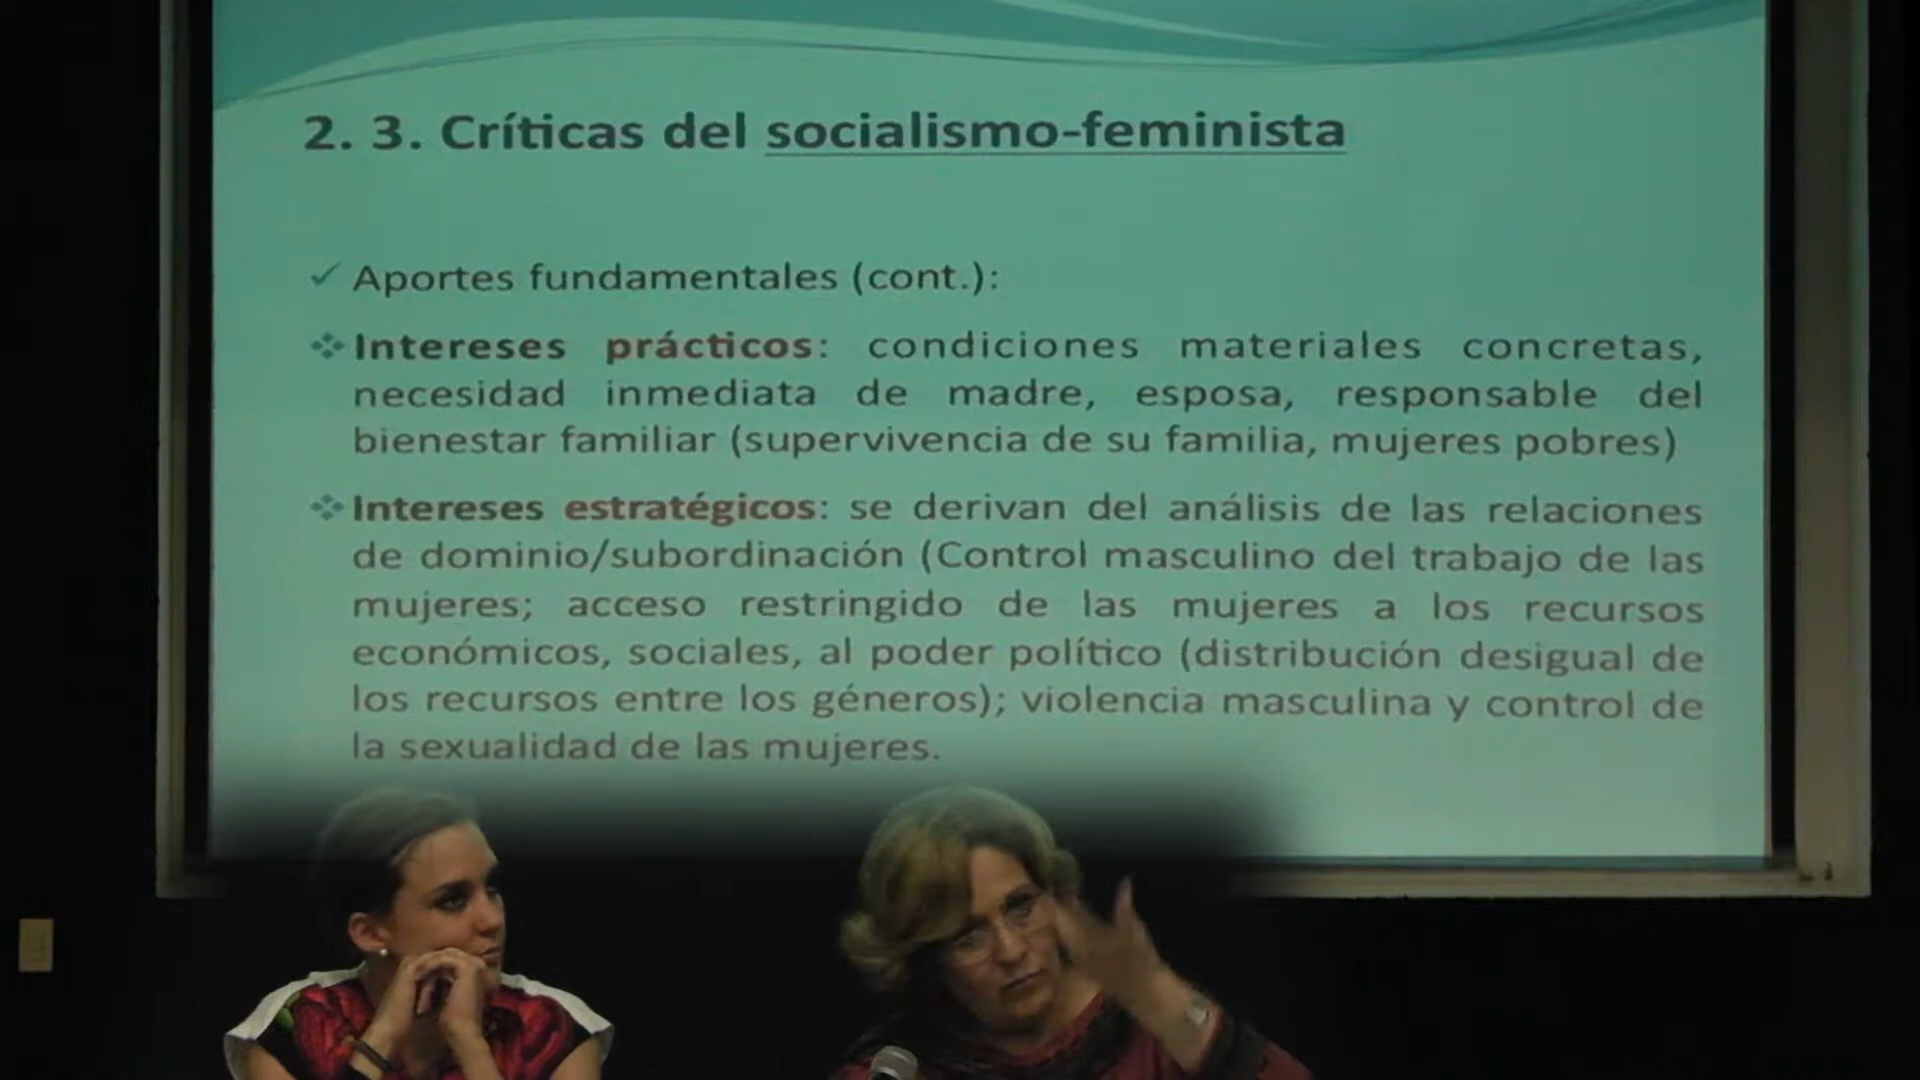 2. 3. Críticas del socialismo-feminista
✓ Aportes fundamentales (cont.):
❖ Intereses prácticos: condiciones materiales concretas,
necesidad inmediata de madre, esposa, responsable del
bienestar familiar (supervivencia de su familia, mujeres pobres)
❖ Intereses estratégicos: se derivan del análisis de las relaciones
de dominio/subordinación (Control masculino del trabajo de las
mujeres; acceso restringido de las mujeres a los recursos
económicos, sociales, al poder político (distribución desigual de
los recursos entre los géneros); violencia masculina y control de
la sexualidad de las mujeres.